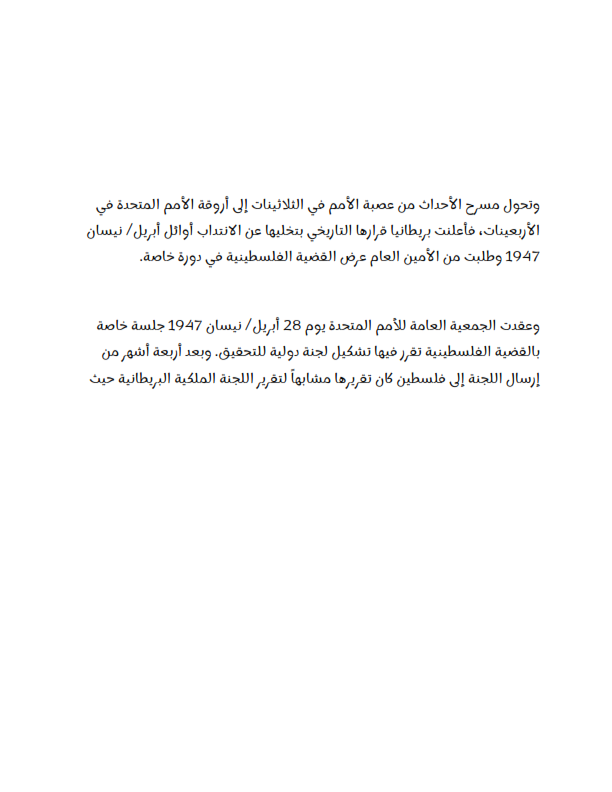 وتحول مسرح الأحداث من عصبة الأمم في الثلاثينات إلى أروقة الأمم المتحدة في
الأربعينات، فأعلنت بريطانيا قرارها التاريخي بتخليها عن الانتداب أوائل أبريل/ نيسان
1947 وطلبت من الأمين العام عرض القضية الفلسطينية في دورة خاصة.
وعقدت الجمعية العامة للأمم المتحدة يوم 28 أبريل/ نيسان 1947 جلسة خاصة
بالقضية الفلسطينية تقرر فيها تشكيل لجنة دولية للتحقيق. وبعد أربعة أشهر من
إرسال اللجنة إلى فلسطين كان تقريرها مشابهاً لتقرير اللجنة الملكية البريطانية حيث